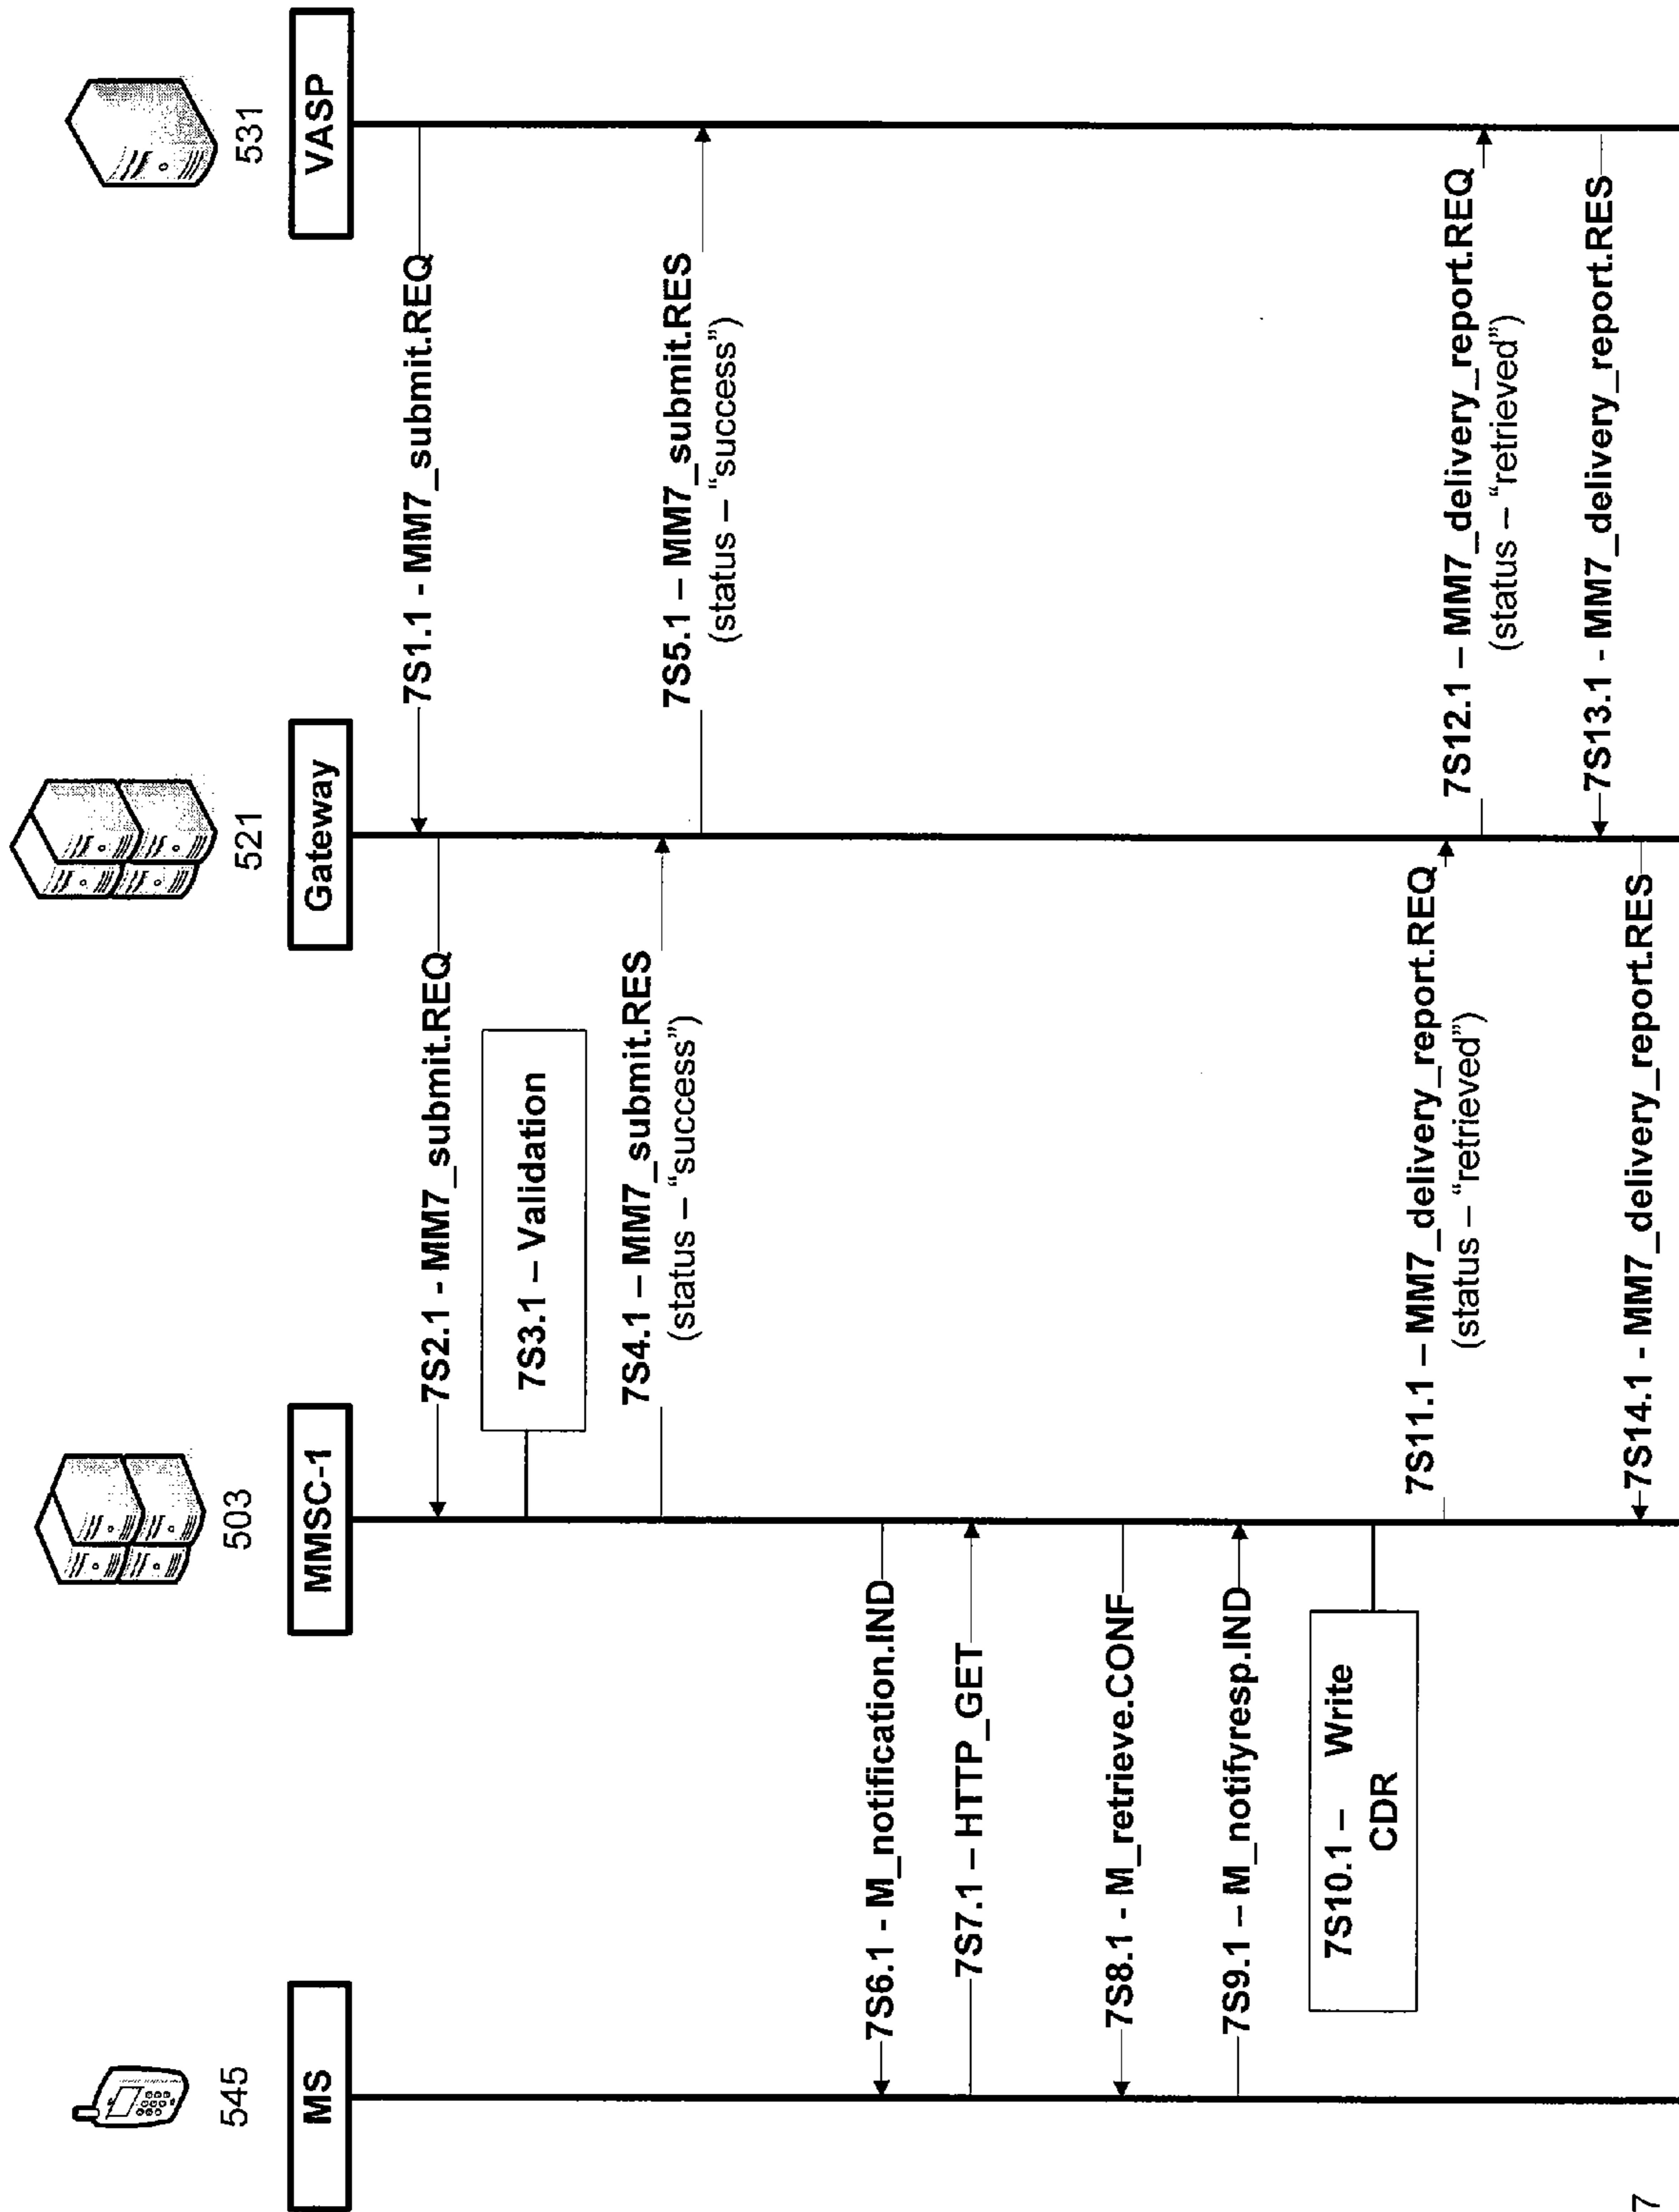 545
MS
503
MMSC-1
521
Gateway
531
VASP
7S1.1 - MM7_submit.REQ
7S2.1 - MM7_submit.REQ
7S3.1 – Validation
7S4.1 – MM7_submit.RES
(status – “success”)
7S5.1 – MM7_submit.RES
(status – “success”)
7S6.1 - M_notification.IND
7S7.1 – HTTP_GET
7S8.1 - M_retrieve.CONF
7S9.1 – M_notifyresp.IND
7S10.1 – Write
CDR
7S11.1 – MM7_delivery_report.REQ
(status – “retrieved”)
7S12.1 – MM7_delivery_report.REQ
(status – “retrieved”)
7S13.1 - MM7_delivery_report.RES
7S14.1 - MM7_delivery_report.RES
7